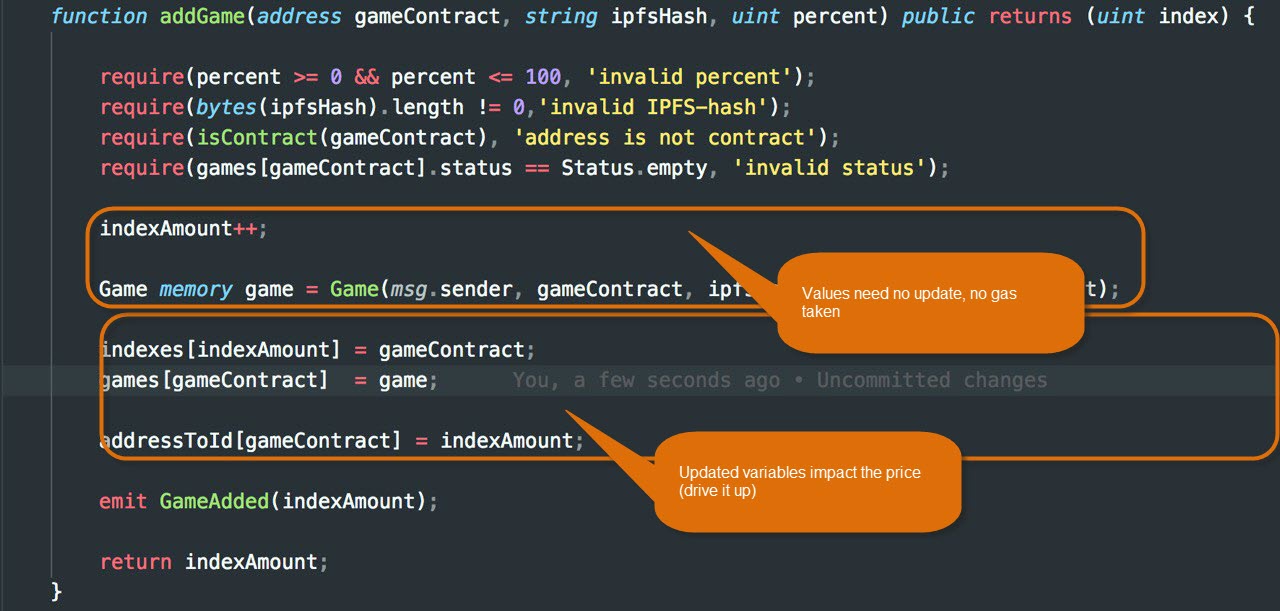 function addGame(address gameContract, string ipfsHash, uint percent) public returns (uint index) {
require(percent >= 0 && percent <= 100, 'invalid percent');
require(bytes(ipfsHash).length != 0,'invalid IPFS-hash');
require(isContract(gameContract), 'address is not contract');
require(games[gameContract].status == Status.empty, 'invalid status');
indexAmount++;
Game memory game = Game(msg.sender, gameContract, t);
Values need no update, no gas
taken
indexes[indexAmount] = gameContract;
games[gameContract] = game; You, a few seconds ago • Uncommitted changes
addressToId[gameContract] = indexAmount;
Updated variables impact the price
(drive it up)
emit GameAdded(indexAmount);
return indexAmount;
}